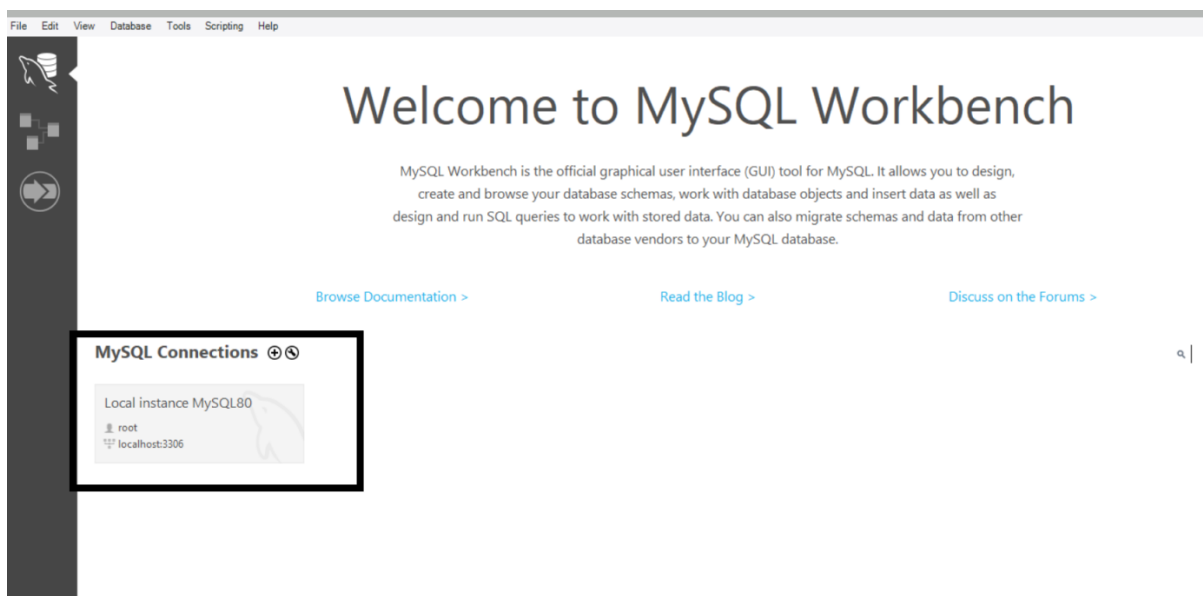 File Edit View Database Tools Scripting Help
Welcome to MySQL Workbench
MySQL Workbench is the official graphical user interface (GUI) tool for MySQL. It allows you to design,
create and browse your database schemas, work with database objects and insert data as well as
design and run SQL queries to work with stored data. You can also migrate schemas and data from other
database vendors to your MySQL database.
Browse Documentation > Read the Blog > Discuss on the Forums >
MySQL Connections
Local instance MySQL80
root
localhost:3306